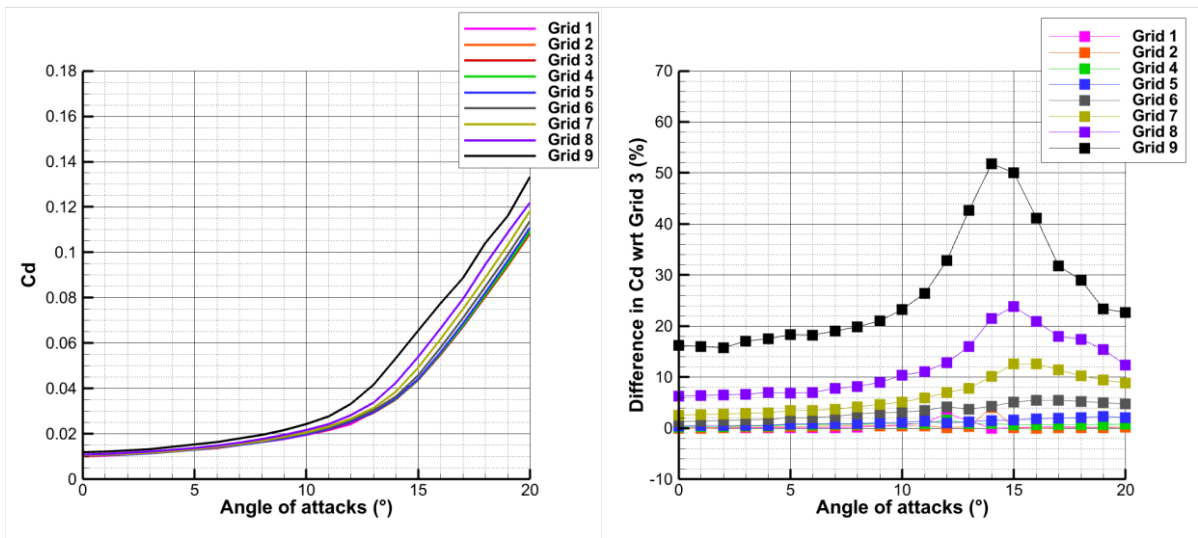 Grid 1
Grid 2
Grid 3
Grid 4
Grid 5
Grid 6
Grid 7
Grid 8
Grid 9
0.18
0.16
0.14
0.12
0.1
0.08
0.06
0.04
0.02
0
Cd
0 5 10 15 20
Angle of attacks (°)
Grid 1
Grid 2
Grid 4
Grid 5
Grid 6
Grid 7
Grid 8
Grid 9
70
60
50
40
30
20
10
0
-10
Difference in Cd wrt Grid 3 (%)
0 5 10 15 20
Angle of attacks (°)